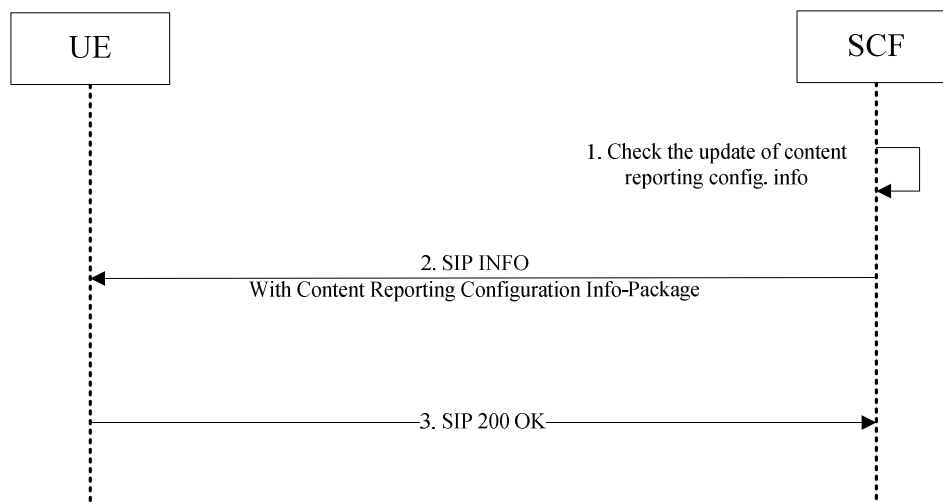 UE
SCF
1. Check the update of content
reporting config. info
2. SIP INFO
With Content Reporting Configuration Info-Package
3. SIP 200 OK